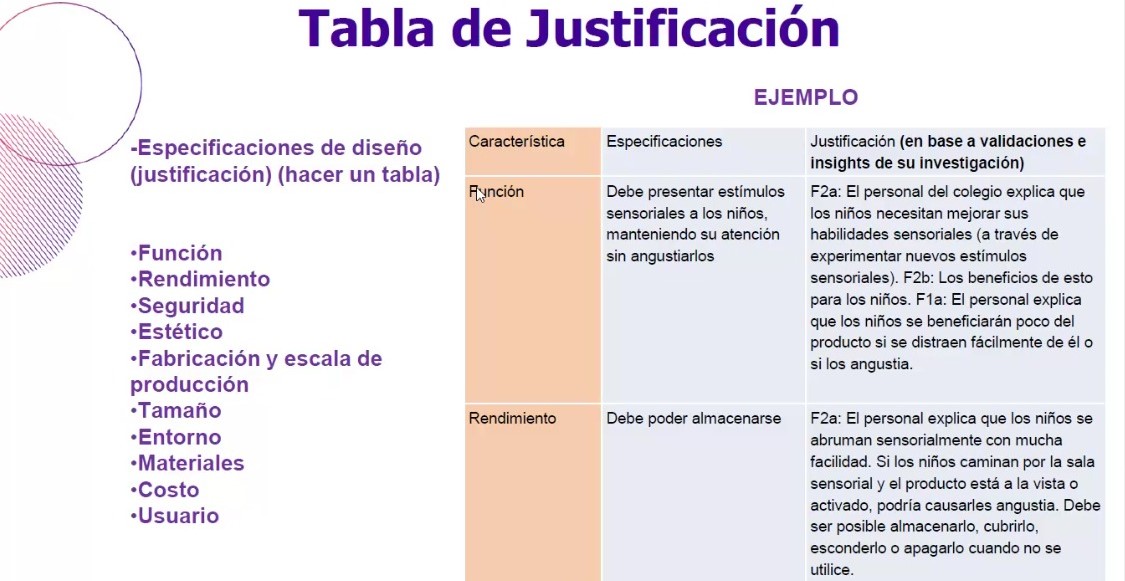 Tabla de Justificación
EJEMPLO
-Especificaciones de diseño
(justificación) (hacer un tabla)
•Función
•Rendimiento
•Seguridad
•Estético
•Fabricación y escala de
producción
•Tamaño
•Entorno
•Materiales
•Costo
•Usuario
Característica
Especificaciones
Justificación (en base a validaciones e
insights de su investigación)
Función
Debe presentar estímulos
sensoriales a los niños,
manteniendo su atención
sin angustiarlos
F2a: El personal del colegio explica que
los niños necesitan mejorar sus
habilidades sensoriales (a través de
experimentar nuevos estímulos
sensoriales). F2b: Los beneficios de esto
para los niños. F1a: El personal explica
que los niños se beneficiarán poco del
producto si se distraen fácilmente de él o
si los angustia.
Rendimiento
Debe poder almacenarse
F2a: El personal explica que los niños se
abruman sensorialmente con mucha
facilidad. Si los niños caminan por la sala
sensorial y el producto está a la vista o
activado, podría causarles angustia. Debe
ser posible almacenarlo, cubrirlo,
esconderlo o apagarlo cuando no se
utilice.